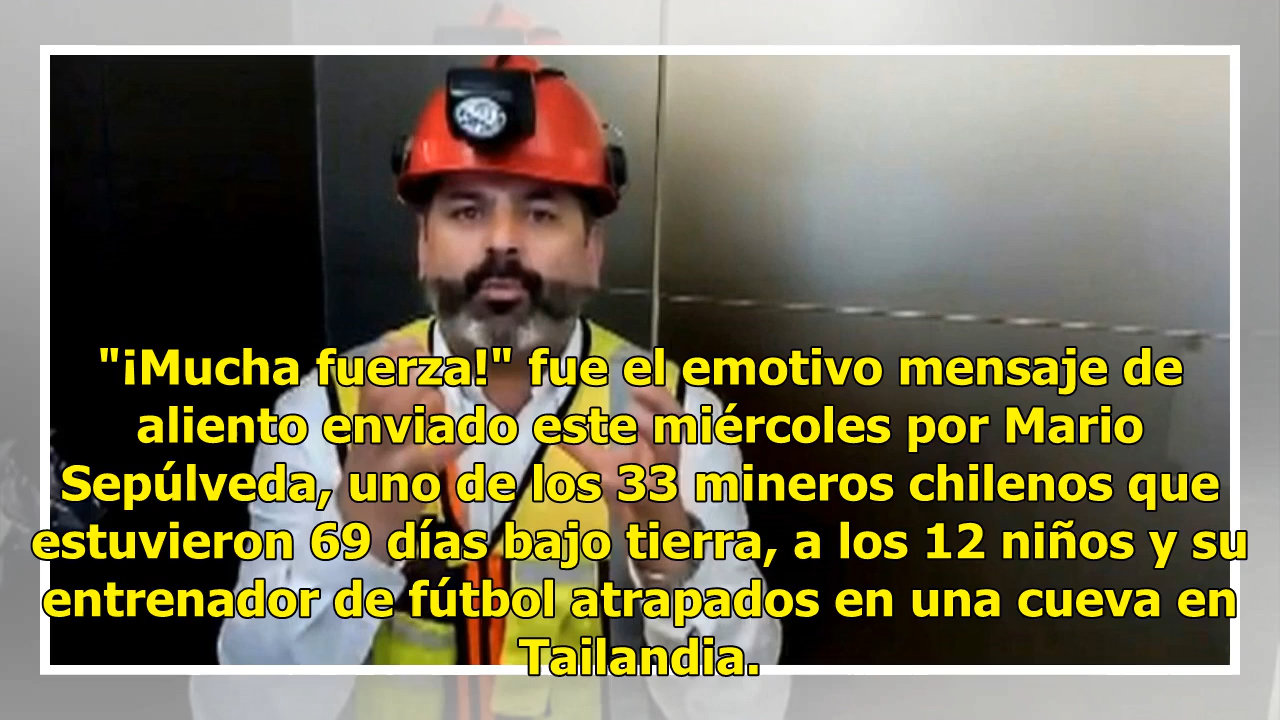 "¡Mucha fuerza!" fue el emotivo mensaje de
aliento enviado este miércoles por Mario
Sepúlveda, uno de los 33 mineros chilenos que
estuvieron 69 días bajo tierra, a los 12 niños y su
entrenador de fútbol atrapados en una cueva en
Tailandia.